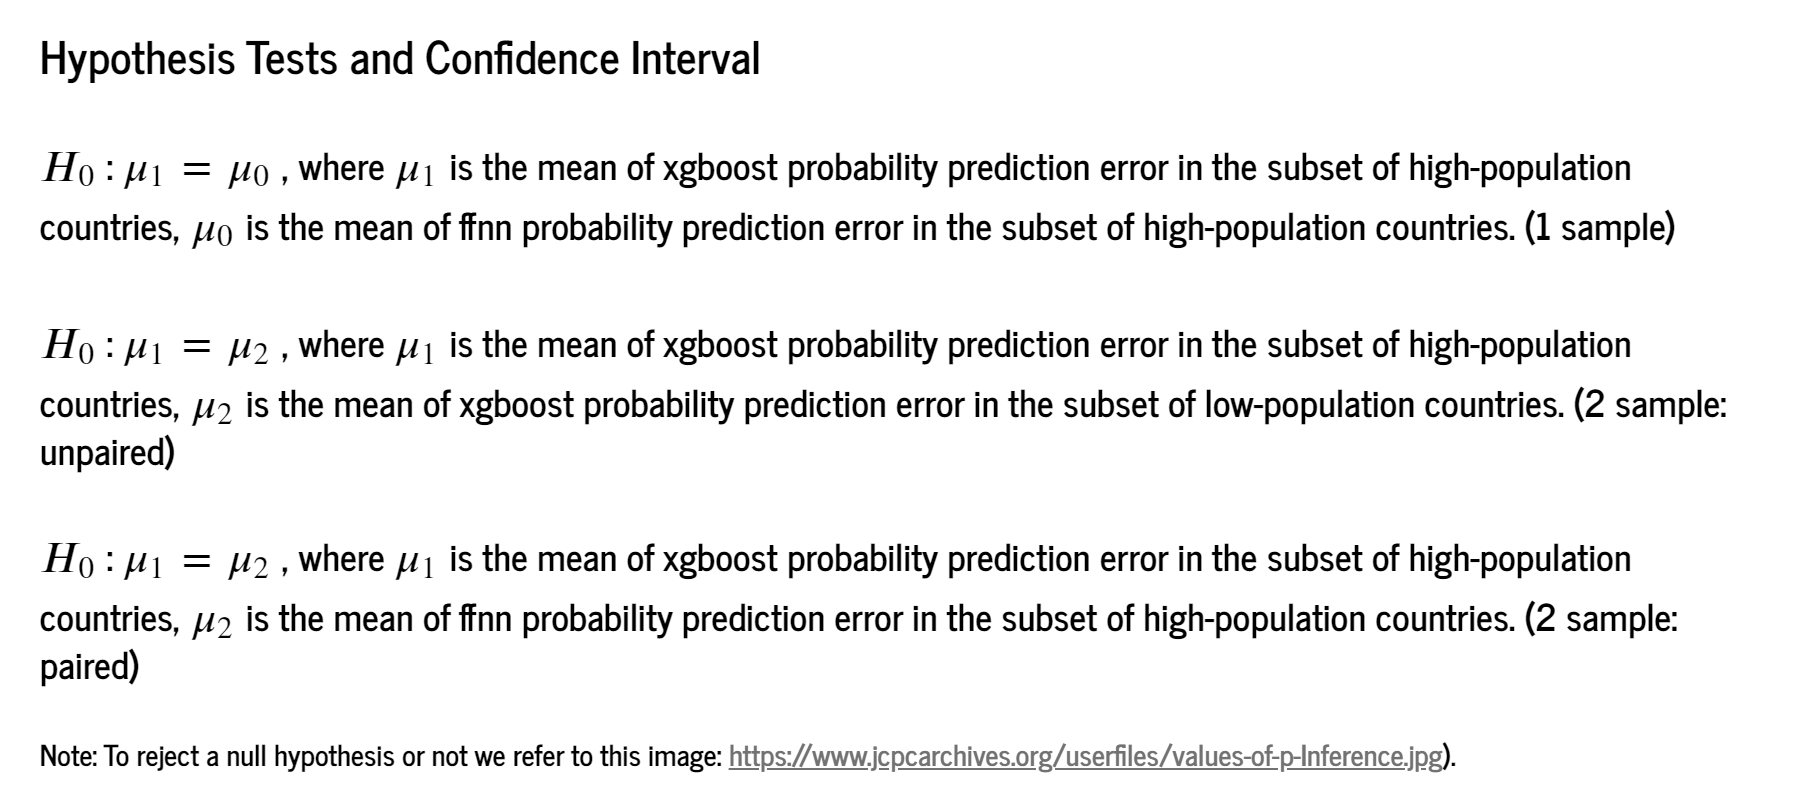 Hypothesis Tests and Confidence Interval
H₀ : μ₁ = μ₀ , where μ₁ is the mean of xgboost probability prediction error in the subset of high-population
countries, μ₀ is the mean of ffnn probability prediction error in the subset of high-population countries. (1 sample)
H₀ : μ₁ = μ₂ , where μ₁ is the mean of xgboost probability prediction error in the subset of high-population
countries, μ₂ is the mean of xgboost probability prediction error in the subset of low-population countries. (2 sample:
unpaired)
H₀ : μ₁ = μ₂ , where μ₁ is the mean of xgboost probability prediction error in the subset of high-population
countries, μ₂ is the mean of ffnn probability prediction error in the subset of high-population countries. (2 sample:
paired)
Note: To reject a null hypothesis or not we refer to this image: https://www.jcpcarchives.org/userfiles/values-of-p-Inference.jpg).